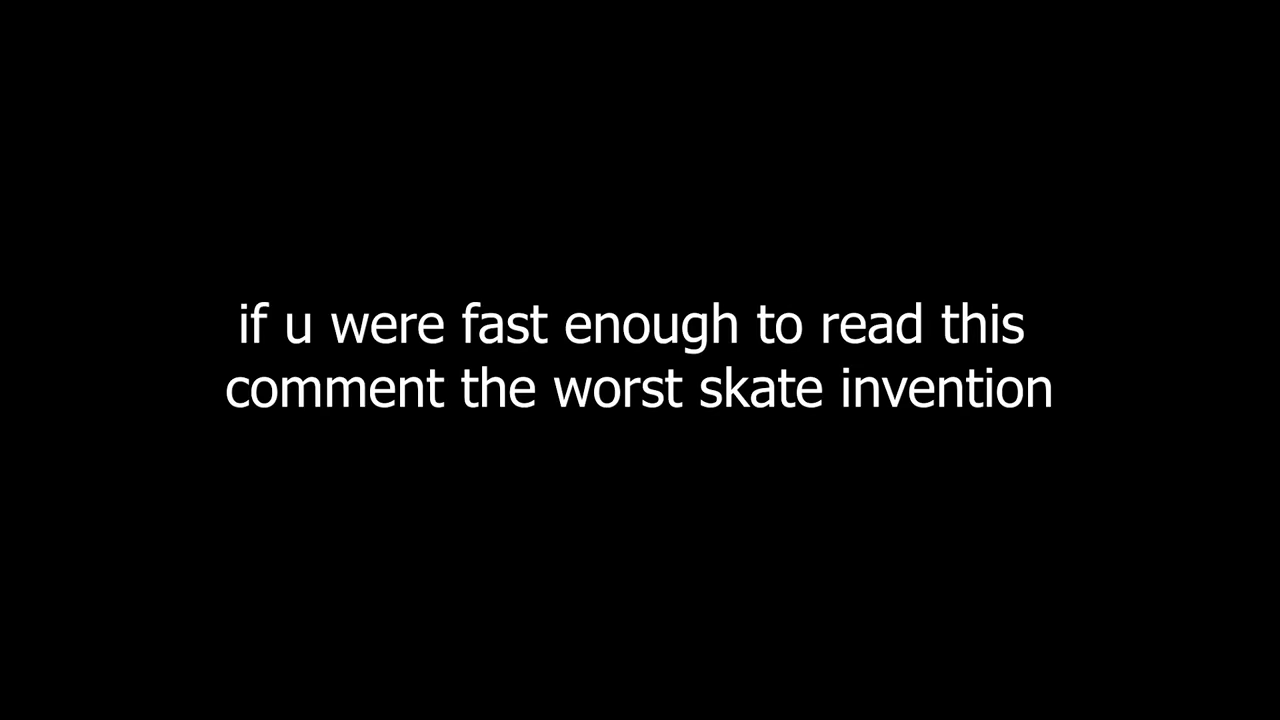 if u were fast enough to read this
comment the worst skate invention